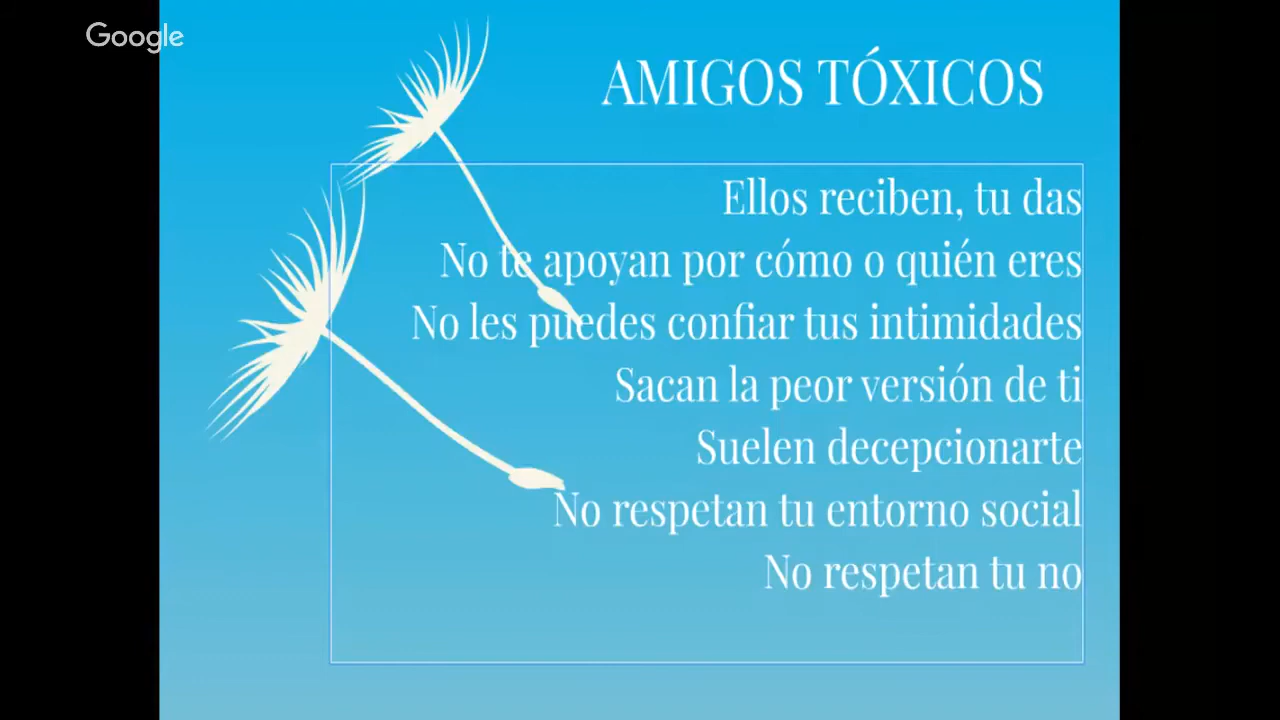 Google
AMIGOS TÓXICOS
Ellos reciben, tu das
No te apoyan por cómo o quién eres
No les puedes confiar tus intimidades
Sacan la peor versión de ti
Suelen decepcionarte
No respetan tu entorno social
No respetan tu no